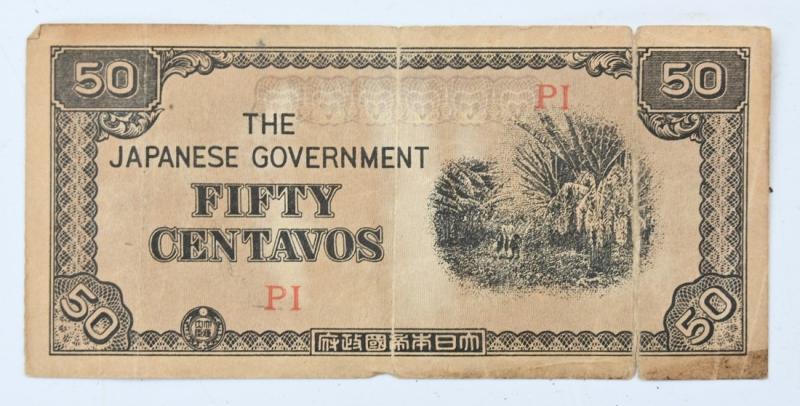 50
50
PI
THE
JAPANESE GOVERNMENT
FIFTY
CENTAVOS
PI
50
50
府政國帝本日大